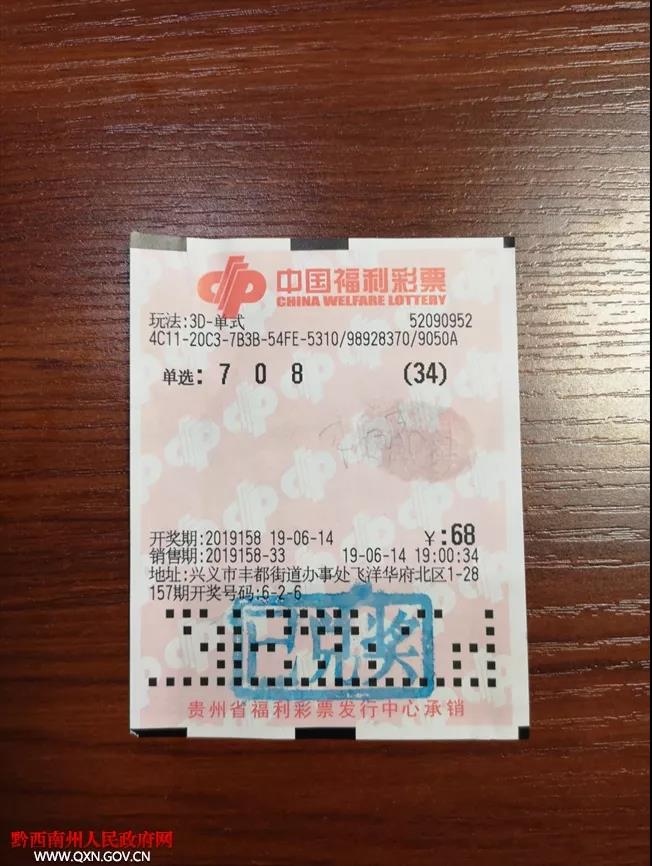 中国福利彩票
CHINA WELFARE LOTTERY
玩法:3D-单式 52090952
4C11-20C3-7B3B-54FE-5310/98928370/9050A
单选: 7 0 8 (34)
开奖期:2019158 19-06-14 ￥:68
销售期:2019158-33 19-06-14 19:00:34
地址:兴义市丰都街道办事处飞洋华府北区1-28
157期开奖号码:6-2-6
已兑奖
贵州省福利彩票发行中心承销
黔西南州人民政府网
WWW.QXN.GOV.CN